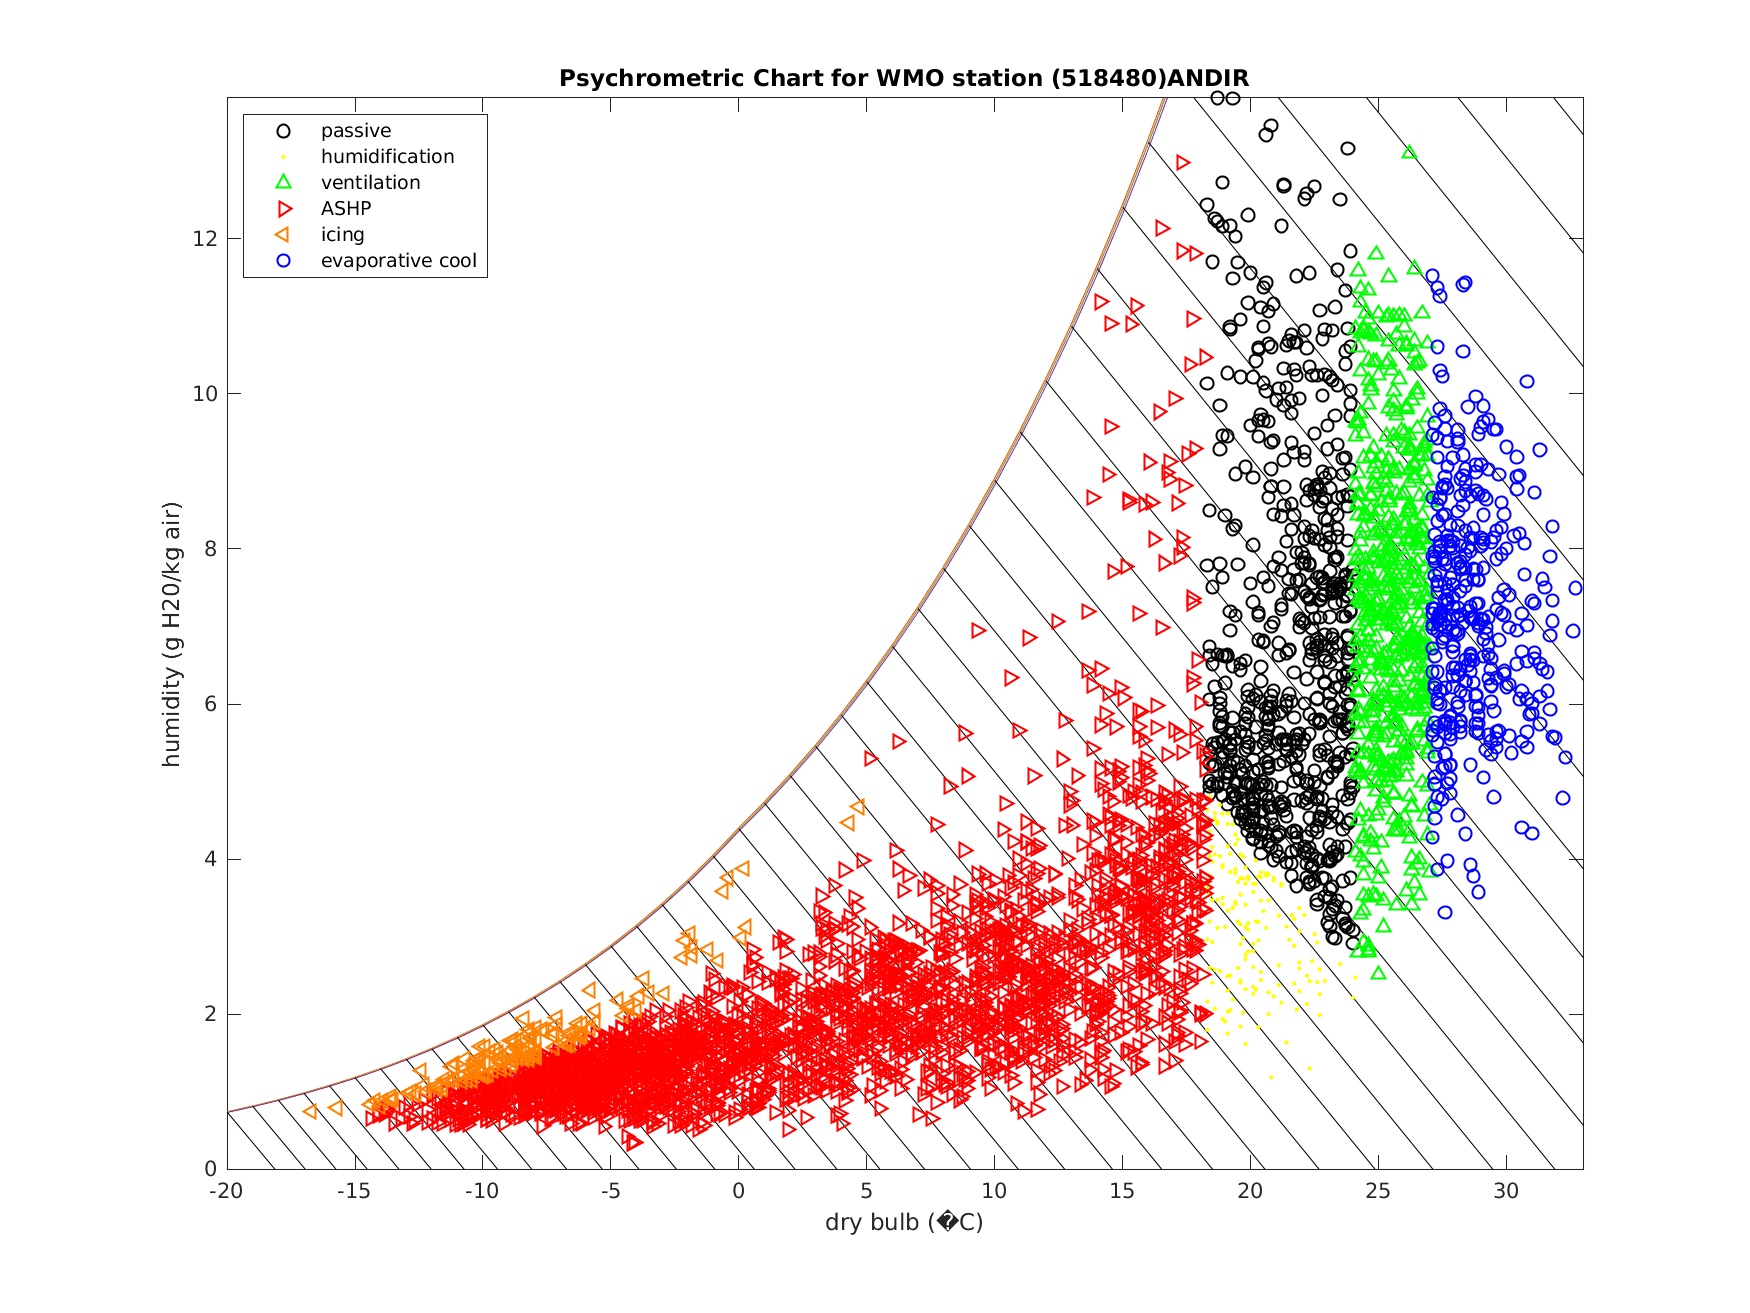 Psychrometric Chart for WMO station (518480)ANDIR
passive
humidification
ventilation
ASHP
icing
evaporative cool
humidity (g H20/kg air)
12
10
8
6
4
2
0
-20 -15 -10 -5 0 5 10 15 20 25 30
dry bulb (�C)